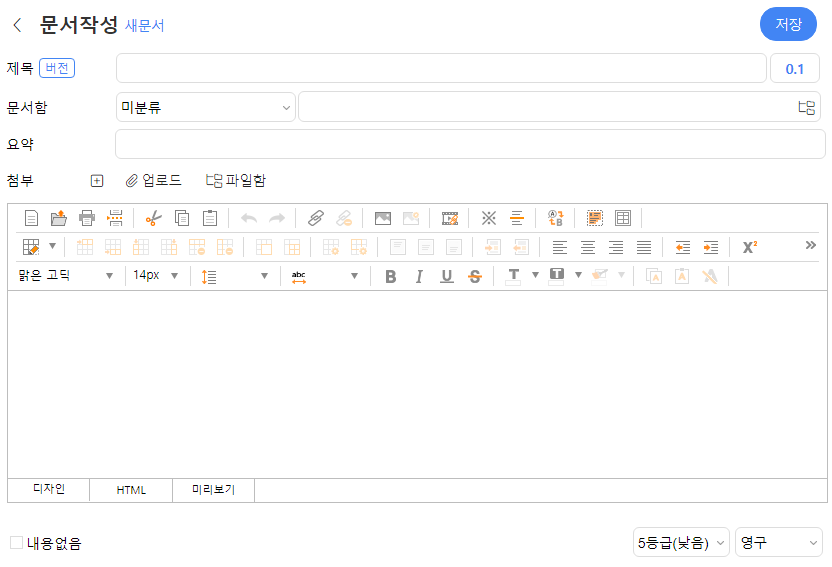 문서작성 새문서 저장
제목 버전 0.1
문서함 미분류
요약
첨부 업로드 파일함
맑은 고딕 14px abc B I U S T T
X²
디자인 HTML 미리보기
내용없음 5등급(낮음) 영구